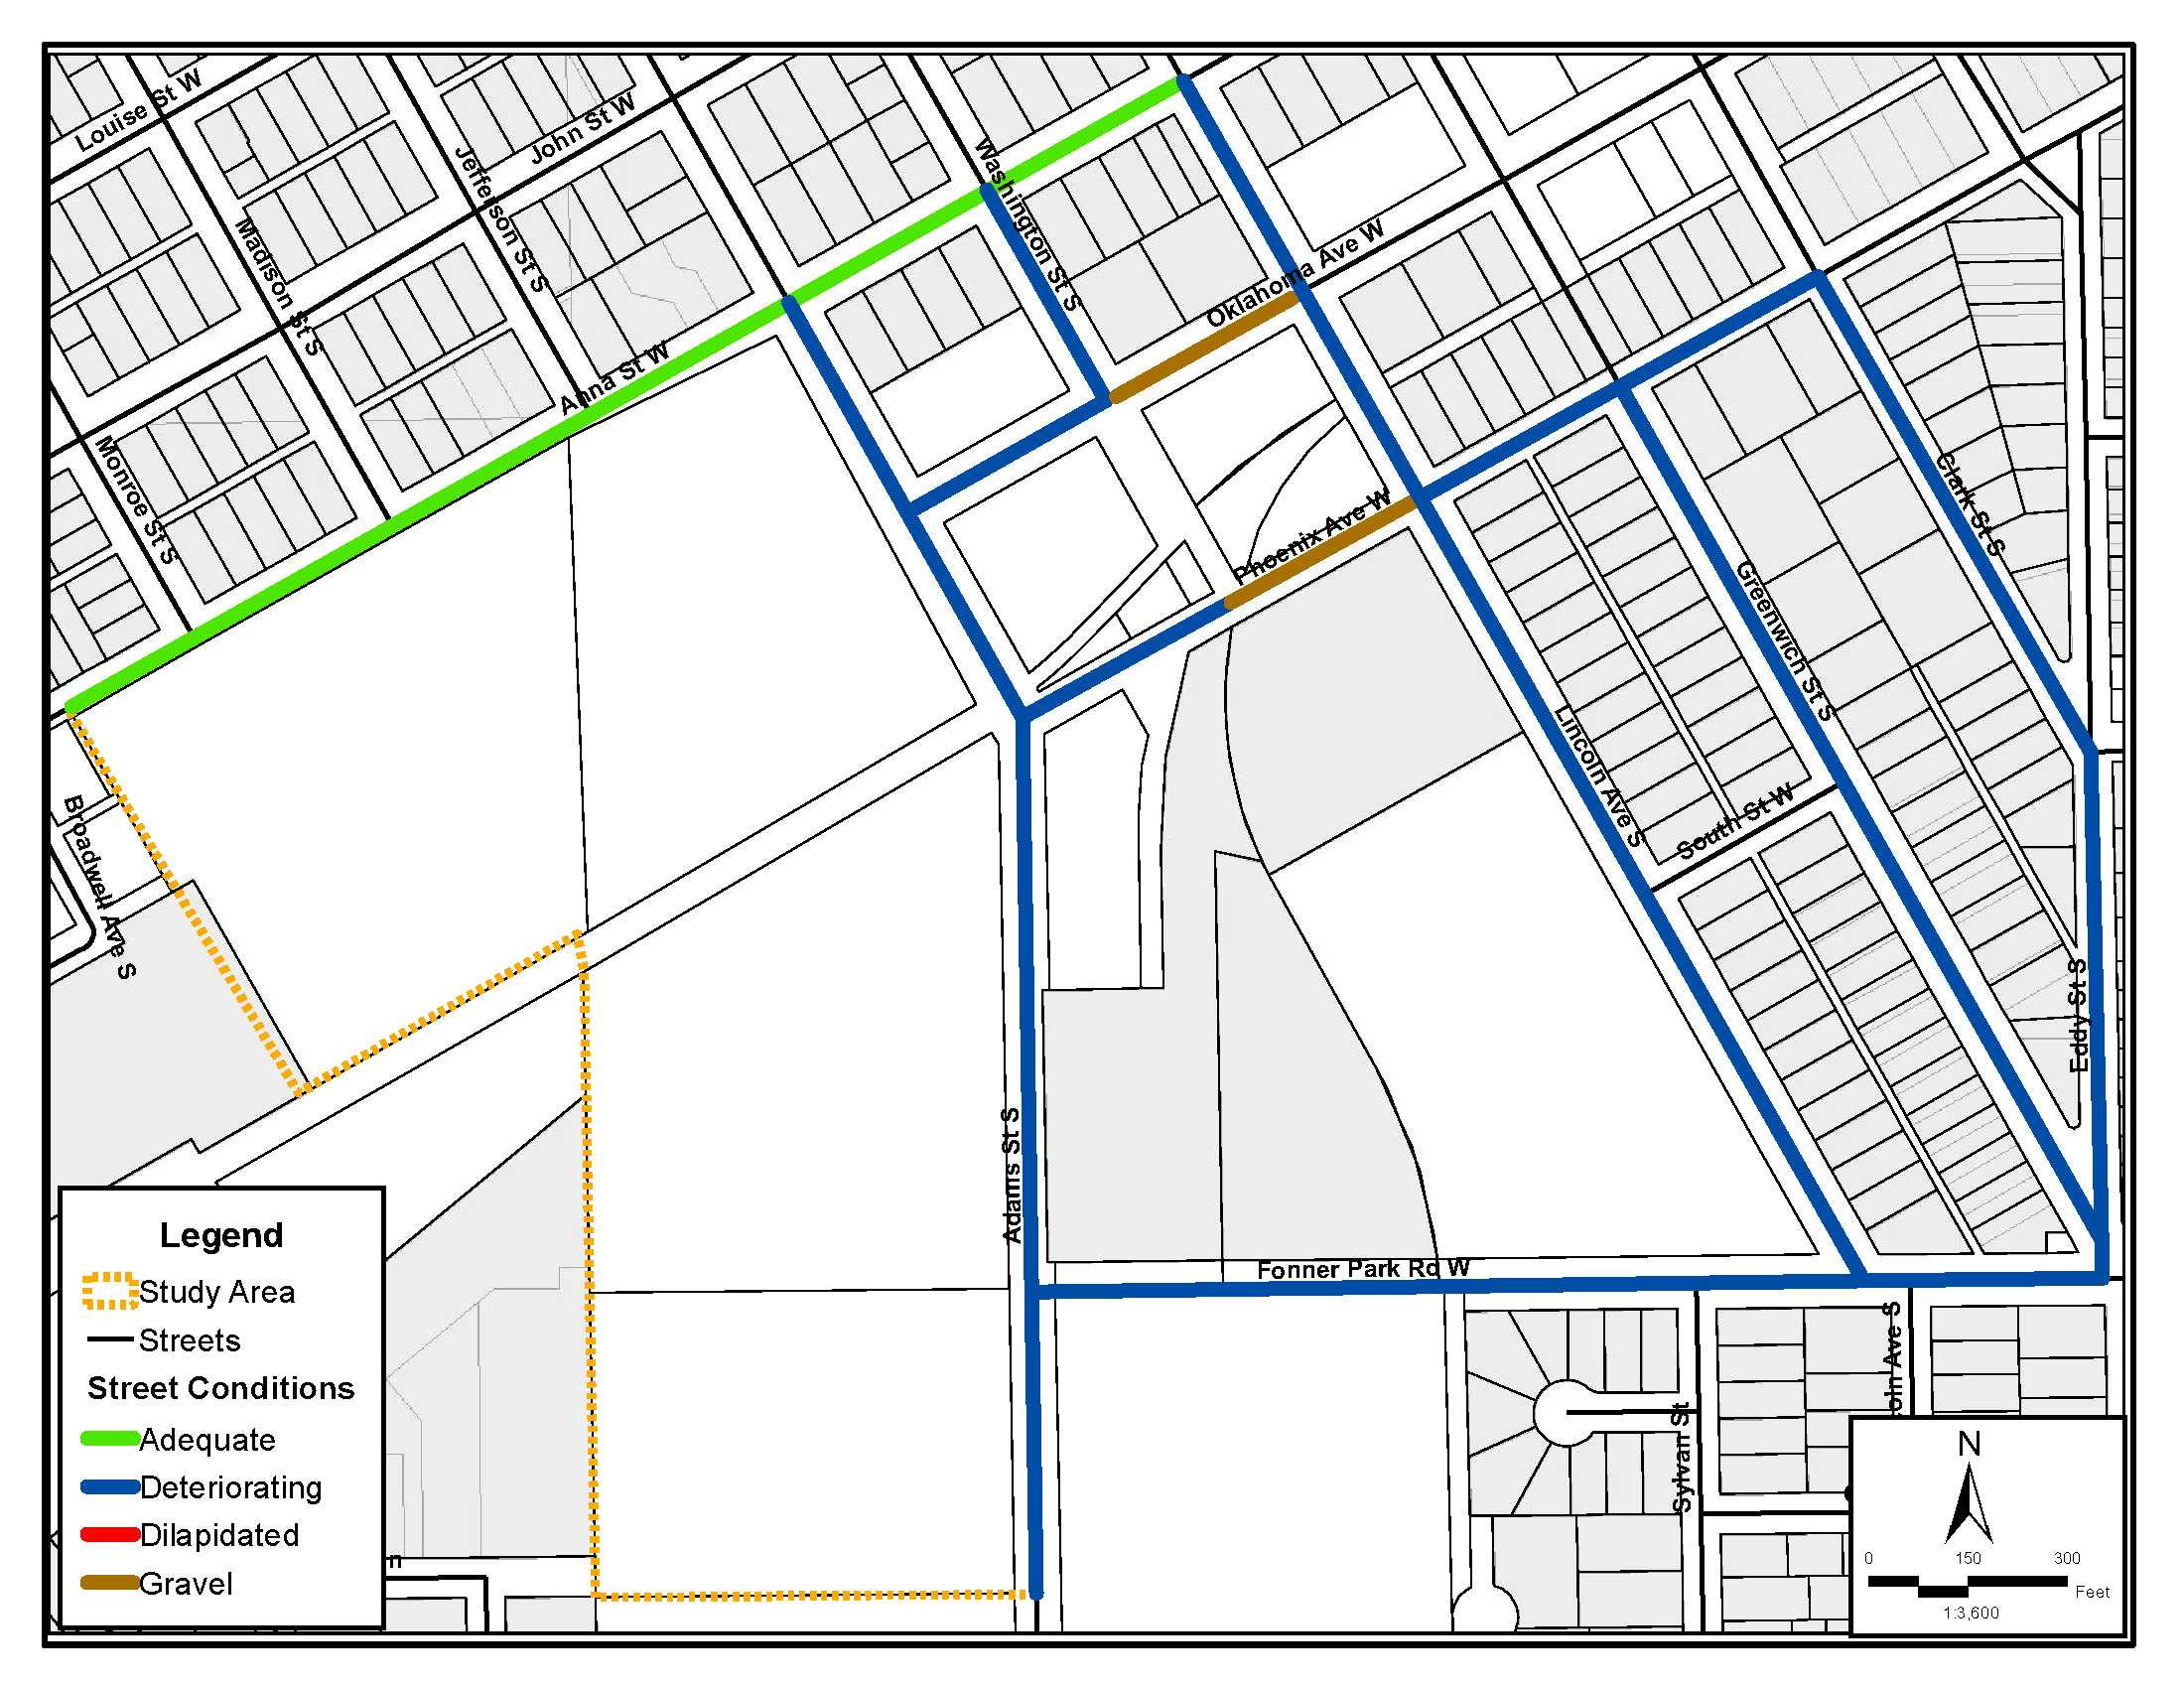 Louise St W
John St W
Washington St S
Jefferson St S
Madison St S
Oklahoma Ave W
Anna St W
Monroe St S
Clark St S
Phoenix Ave W
Greenwich St S
Lincoln Ave S
South St W
Broadwell Ave S
Eddy St S
Adams St S
Fonner Park Rd W
oln Ave S
Sylvan St
n
Legend
Study Area
Streets
Street Conditions
Adequate
Deteriorating
Dilapidated
Gravel
N
0 150 300
Feet
1:3,600